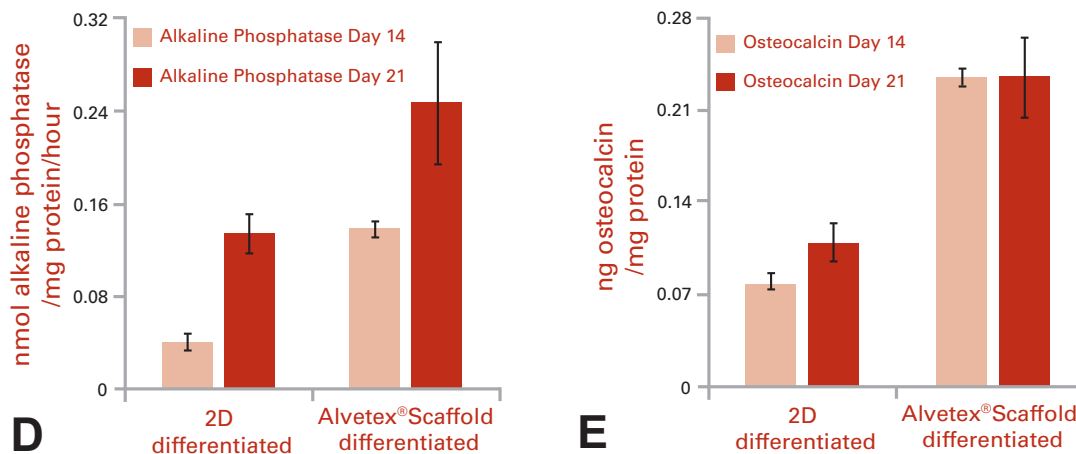 nmol alkaline phosphatase
/mg protein/hour
0.32
0.24
0.16
0.08
0
Alkaline Phosphatase Day 14
Alkaline Phosphatase Day 21
2D
differentiated
Alvetex®Scaffold
differentiated
D
ng osteocalcin
/mg protein
0.28
0.21
0.14
0.07
0
Osteocalcin Day 14
Osteocalcin Day 21
2D
differentiated
Alvetex®Scaffold
differentiated
E